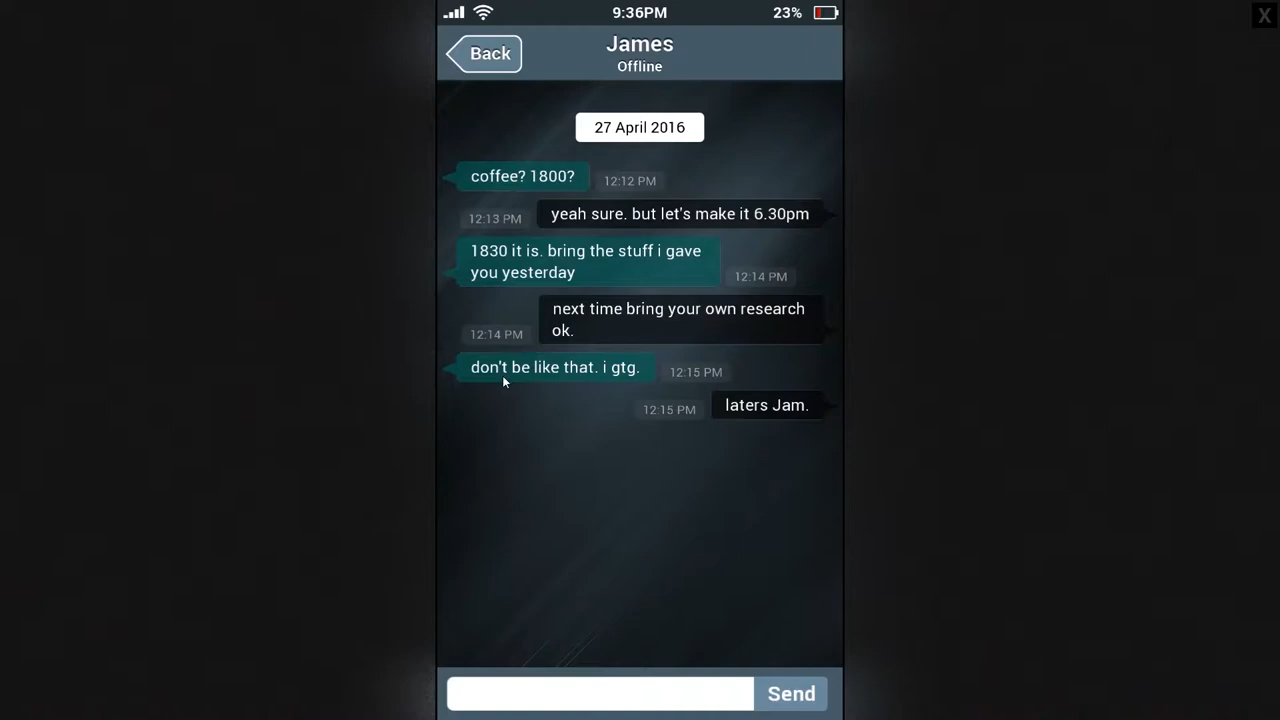 9:36PM
23%
X
Back
James
Offline
27 April 2016
coffee? 1800?
12:12 PM
yeah sure. but let's make it 6.30pm
12:13 PM
1830 it is. bring the stuff i gave
you yesterday
12:14 PM
next time bring your own research
ok.
12:14 PM
don't be like that. i gtg.
12:15 PM
laters Jam.
12:15 PM
Send